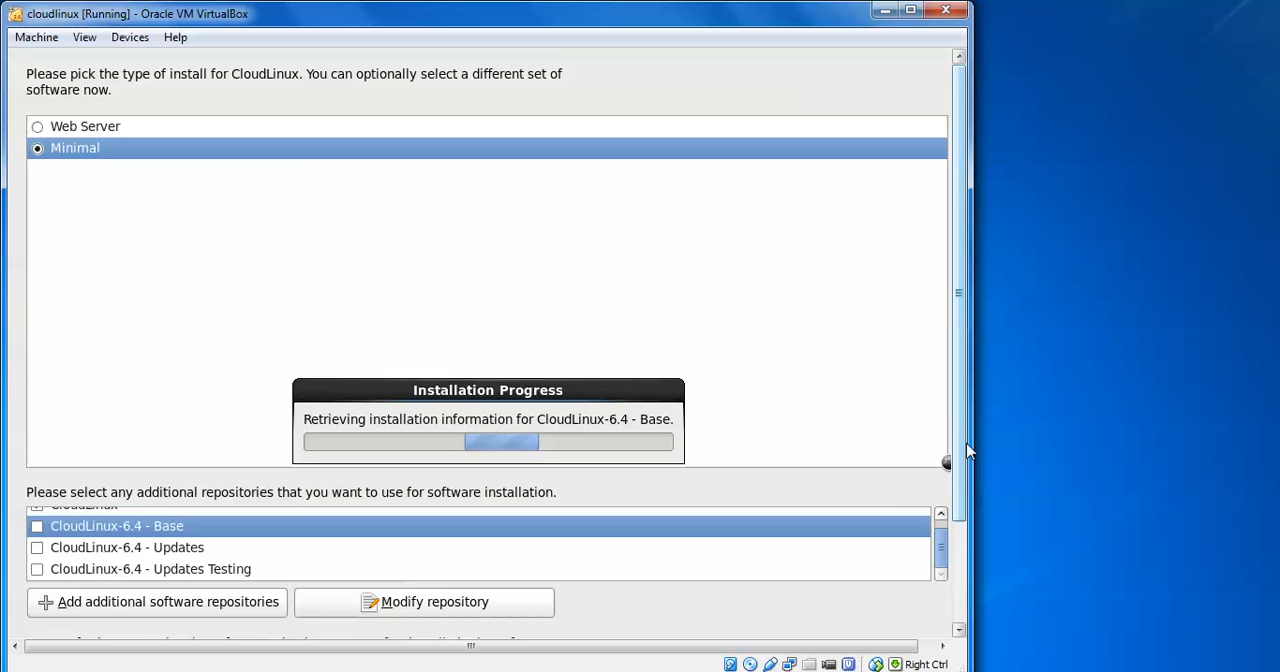 cloudlinux [Running] - Oracle VM VirtualBox
Machine View Devices Help
Please pick the type of install for CloudLinux. You can optionally select a different set of
software now.
Web Server
Minimal
Installation Progress
Retrieving installation information for CloudLinux-6.4 - Base.
Please select any additional repositories that you want to use for software installation.
CloudLinux
CloudLinux-6.4 - Base
CloudLinux-6.4 - Updates
CloudLinux-6.4 - Updates Testing
Add additional software repositories
Modify repository
Right Ctrl